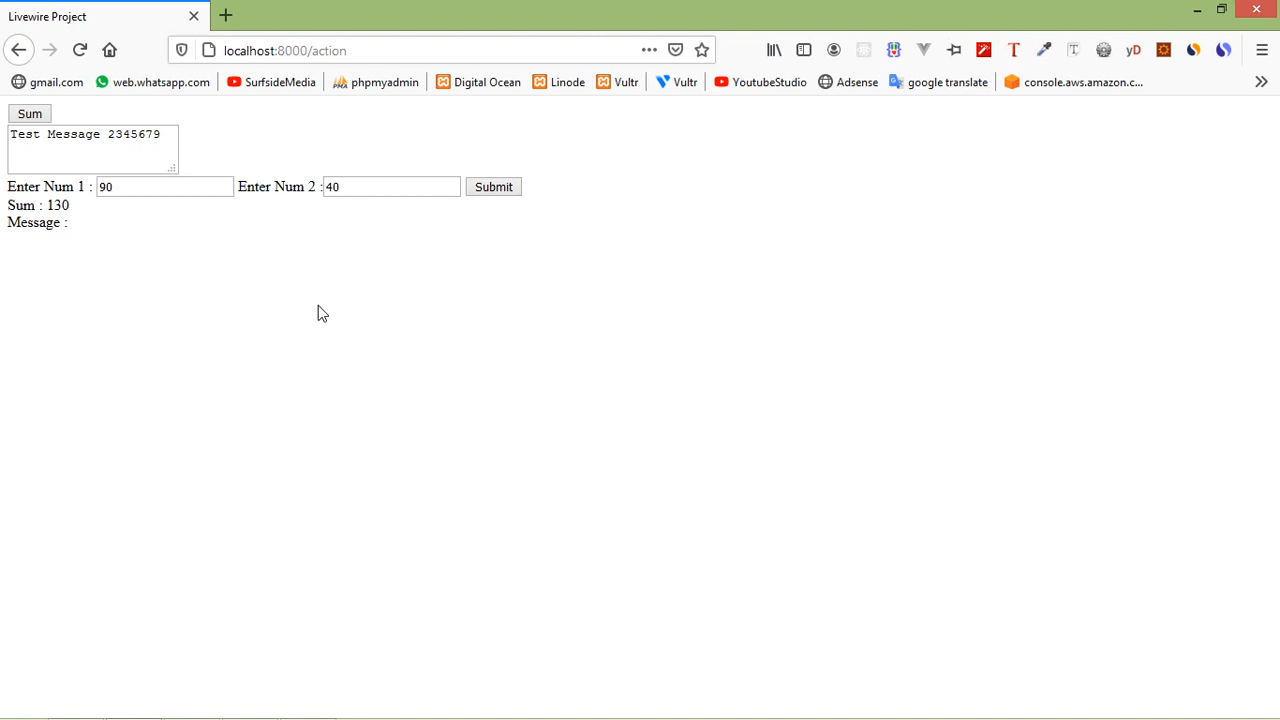 Livewire Project
localhost:8000/action
gmail.com web.whatsapp.com SurfsideMedia phpmyadmin Digital Ocean Linode Vultr Vultr YoutubeStudio Adsense google translate console.aws.amazon.c...
Sum
Test Message 2345679
Enter Num 1 : 90 Enter Num 2 : 40 Submit
Sum : 130
Message :